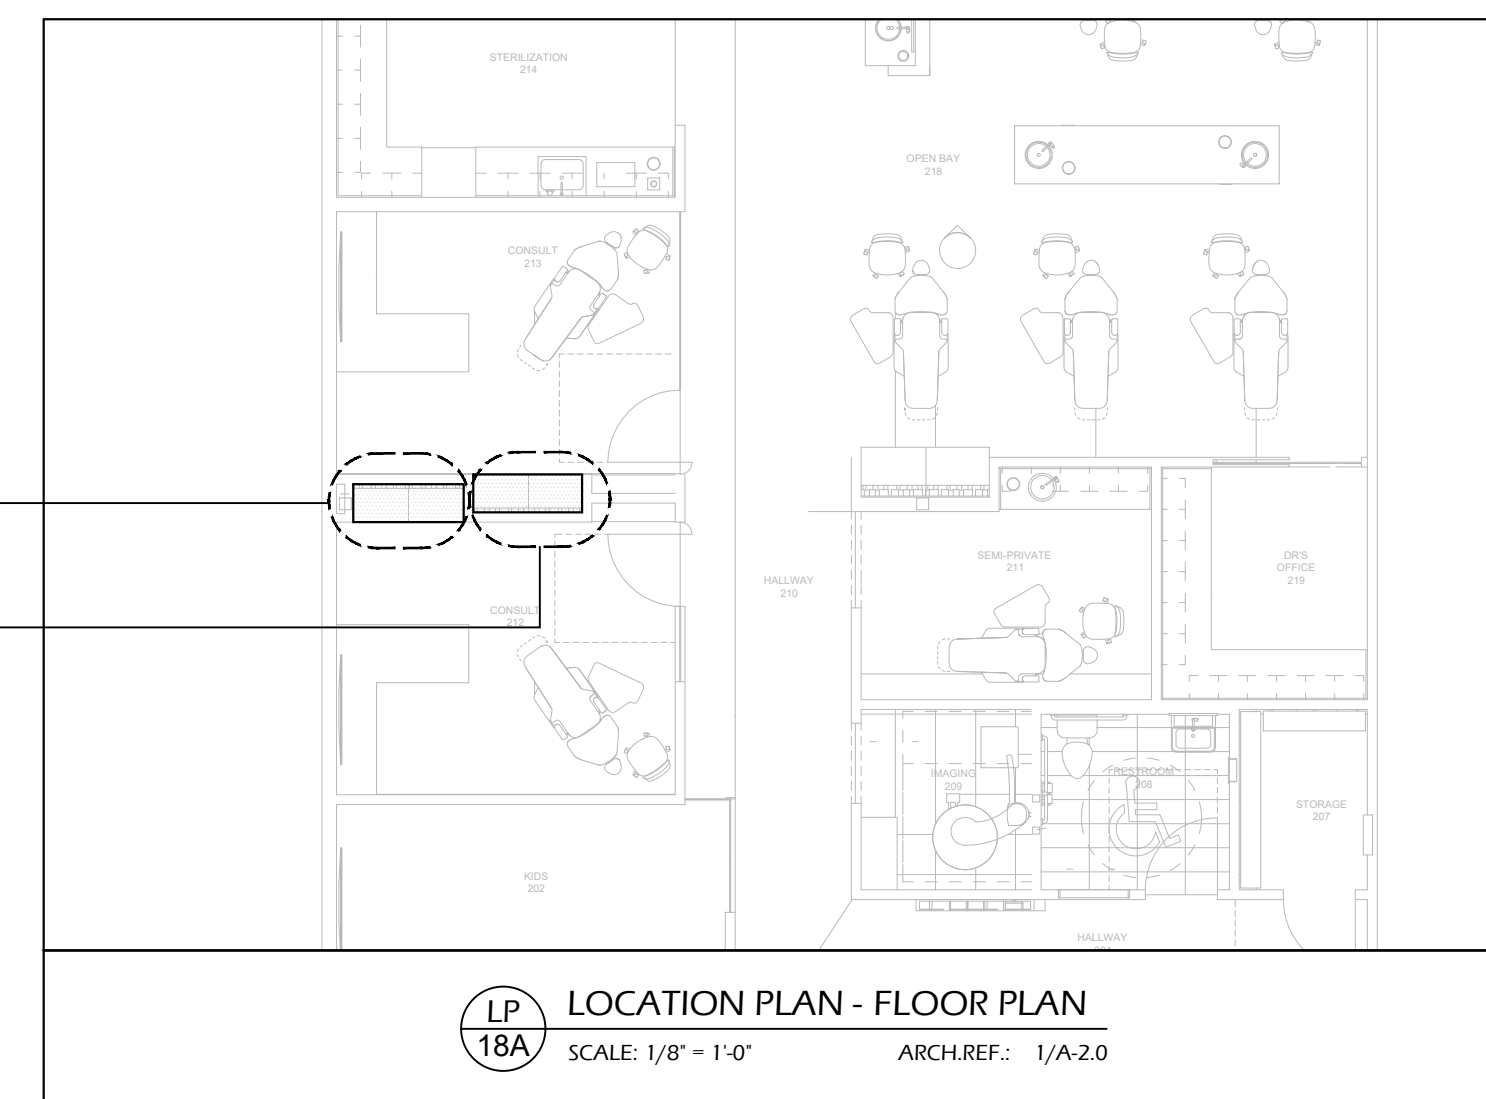 STERILIZATION
214
OPEN BAY
218
CONSULT
213
SEMI-PRIVATE
211
DR'S
OFFICE
219
HALLWAY
210
CONSULT
212
IMAGING
209
RESTROOM
208
STORAGE
207
KIDS
202
HALLWAY
LP
18A
LOCATION PLAN - FLOOR PLAN
SCALE: 1/8" = 1'-0"
ARCH.REF.: 1/A-2.0